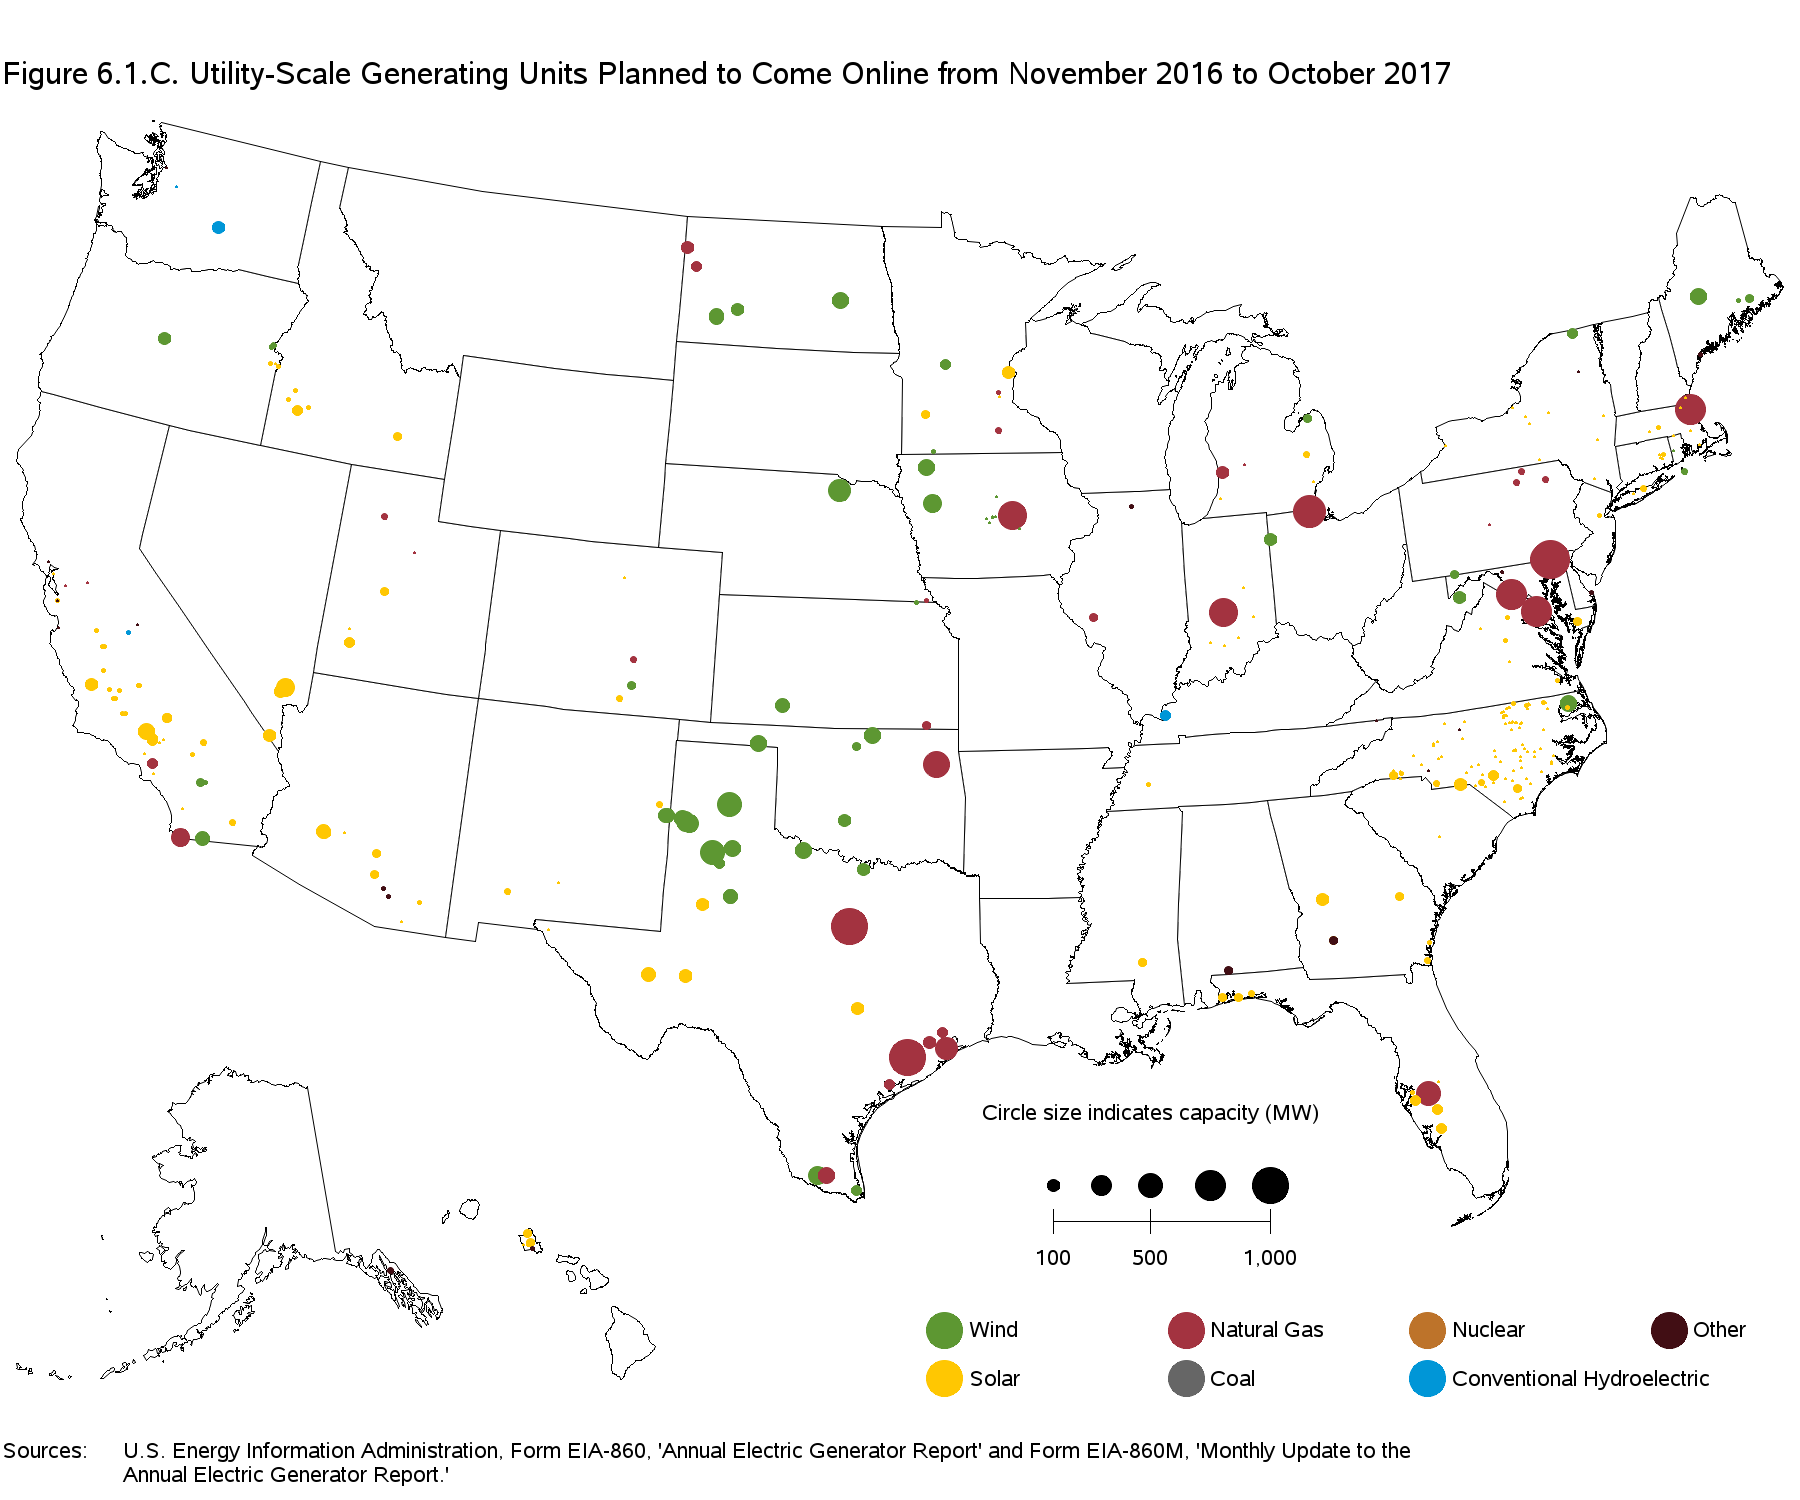 Figure 6.1.C. Utility-Scale Generating Units Planned to Come Online from November 2016 to October 2017
Circle size indicates capacity (MW)
100 500 1,000
Wind Natural Gas Nuclear Other
Solar Coal Conventional Hydroelectric
Sources: U.S. Energy Information Administration, Form EIA-860, 'Annual Electric Generator Report' and Form EIA-860M, 'Monthly Update to the
Annual Electric Generator Report.'